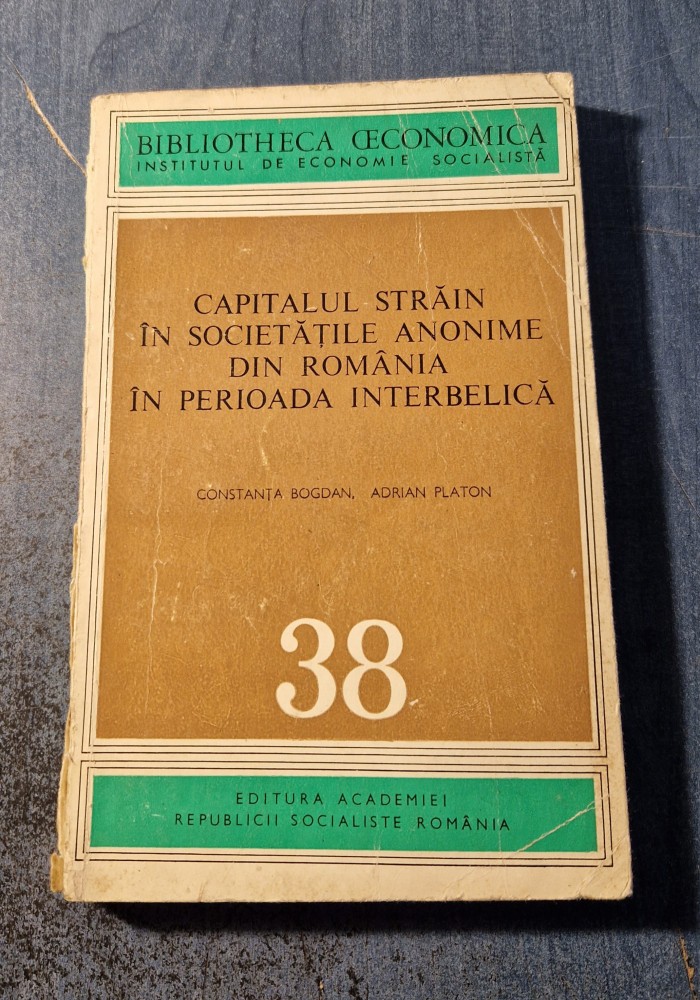 BIBLIOTHECA ŒCONOMICA
INSTITUTUL DE ECONOMIE SOCIALISTĂ
CAPITALUL STRĂIN
ÎN SOCIETĂȚILE ANONIME
DIN ROMÂNIA
ÎN PERIOADA INTERBELICĂ
CONSTANȚA BOGDAN, ADRIAN PLATON
38
EDITURA ACADEMIEI
REPUBLICII SOCIALISTE ROMÂNIA